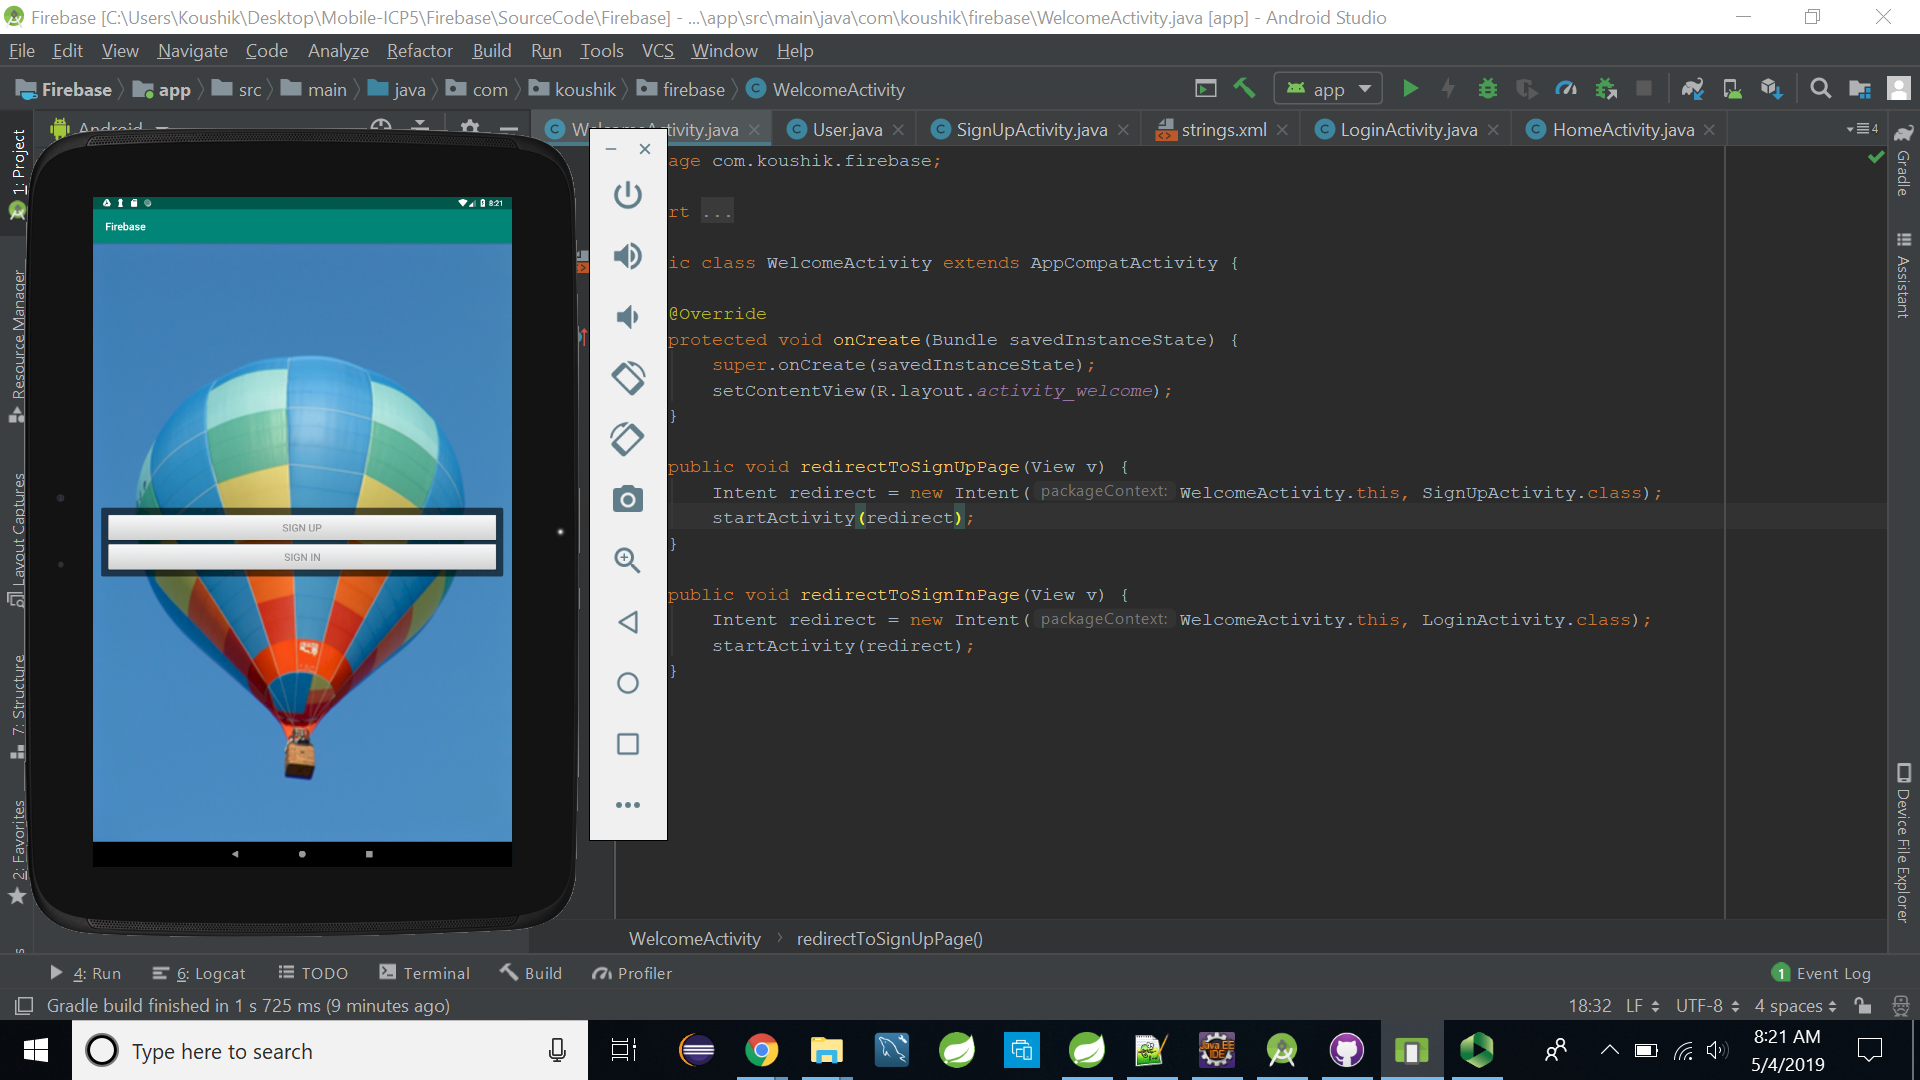 Firebase [C:\Users\Koushik\Desktop\Mobile-ICP5\Firebase\SourceCode\Firebase] - ...\app\src\main\java\com\koushik\firebase\WelcomeActivity.java [app] - Android Studio
File Edit View Navigate Code Analyze Refactor Build Run Tools VCS Window Help
Firebase app src main java com koushik firebase WelcomeActivity
app
Android
WelcomeActivity.java User.java SignUpActivity.java strings.xml LoginActivity.java HomeActivity.java 4
1: Project
Resource Manager
Layout Captures
7: Structure
2: Favorites
8:21
Firebase
SIGN UP
SIGN IN
age com.koushik.firebase;
rt ...
ic class WelcomeActivity extends AppCompatActivity {
@Override
protected void onCreate(Bundle savedInstanceState) {
super.onCreate(savedInstanceState);
setContentView(R.layout.activity_welcome);
}
public void redirectToSignUpPage(View v) {
Intent redirect = new Intent( packageContext: WelcomeActivity.this, SignUpActivity.class);
startActivity(redirect);
}
public void redirectToSignInPage(View v) {
Intent redirect = new Intent( packageContext: WelcomeActivity.this, LoginActivity.class);
startActivity(redirect);
}
Gradle
Assistant
Device File Explorer
WelcomeActivity redirectToSignUpPage()
4: Run 6: Logcat TODO Terminal Build Profiler 1 Event Log
Gradle build finished in 1 s 725 ms (9 minutes ago) 18:32 LF UTF-8 4 spaces
Type here to search
Java EE
IDE
8:21 AM
5/4/2019